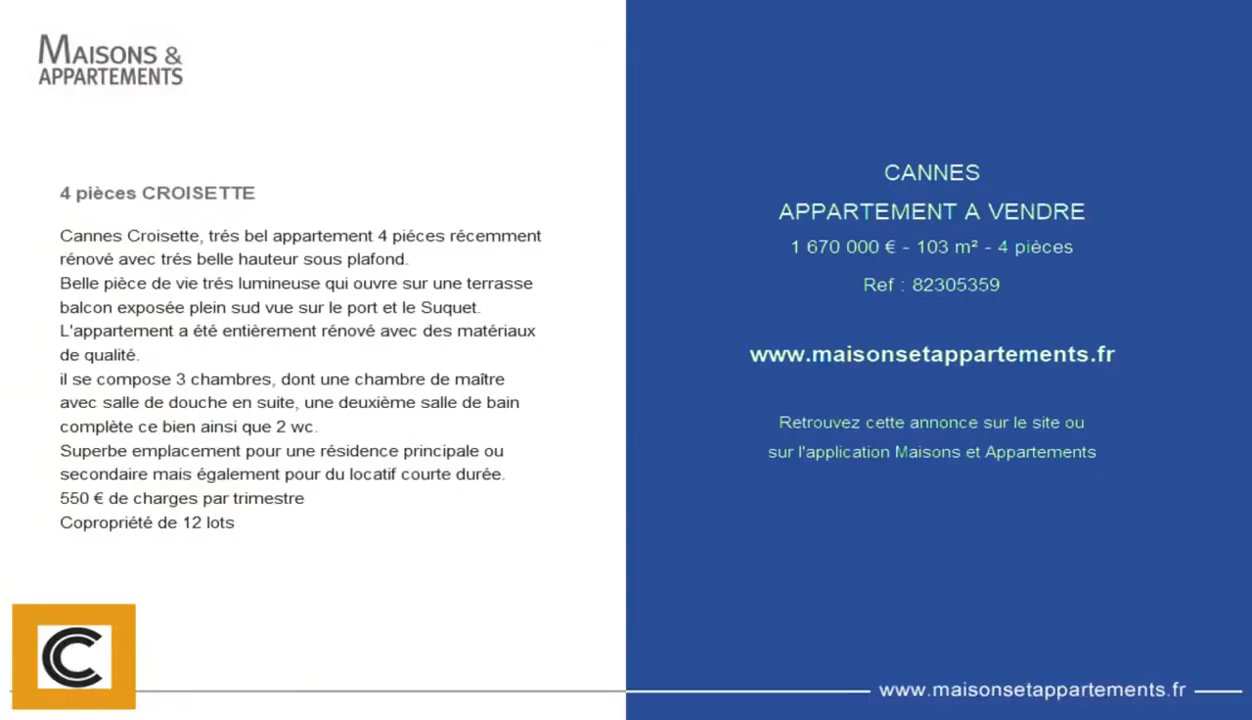 MAISONS &
APPARTEMENTS
4 pièces CROISETTE
Cannes Croisette, trés bel appartement 4 piéces récemment
rénové avec trés belle hauteur sous plafond.
Belle pièce de vie trés lumineuse qui ouvre sur une terrasse
balcon exposée plein sud vue sur le port et le Suquet.
L'appartement a été entièrement rénové avec des matériaux
de qualité.
il se compose 3 chambres, dont une chambre de maître
avec salle de douche en suite, une deuxième salle de bain
complète ce bien ainsi que 2 wc.
Superbe emplacement pour une résidence principale ou
secondaire mais également pour du locatif courte durée.
550 € de charges par trimestre
Copropriété de 12 lots
CANNES
APPARTEMENT A VENDRE
1 670 000 € - 103 m² - 4 pièces
Ref : 82305359
www.maisonsetappartements.fr
Retrouvez cette annonce sur le site ou
sur l'application Maisons et Appartements
www.maisonsetappartements.fr